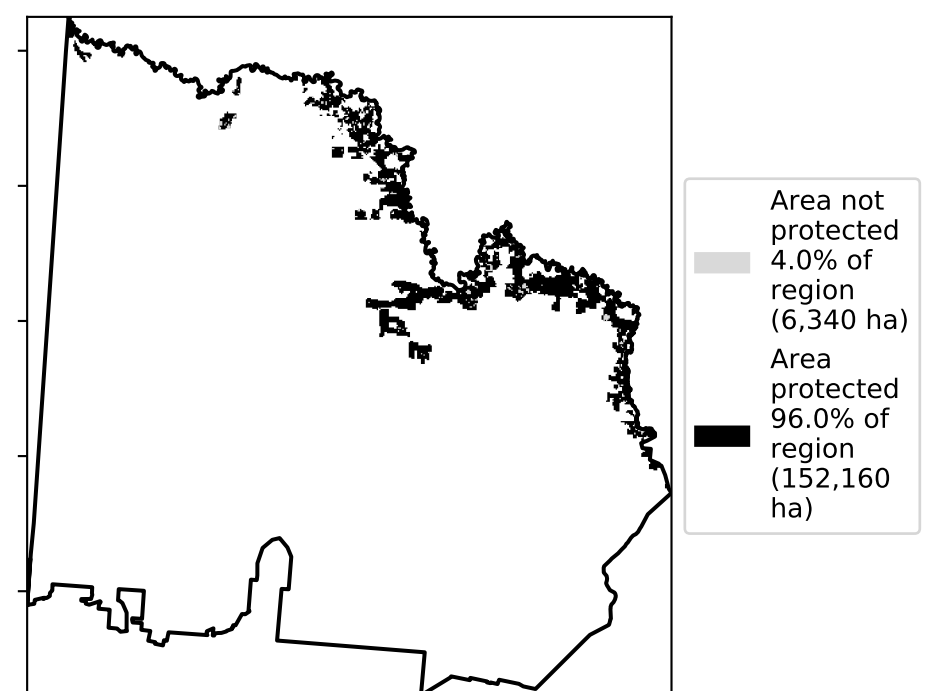 Area not
protected
4.0% of
region
(6,340 ha)
Area
protected
96.0% of
region
(152,160
ha)